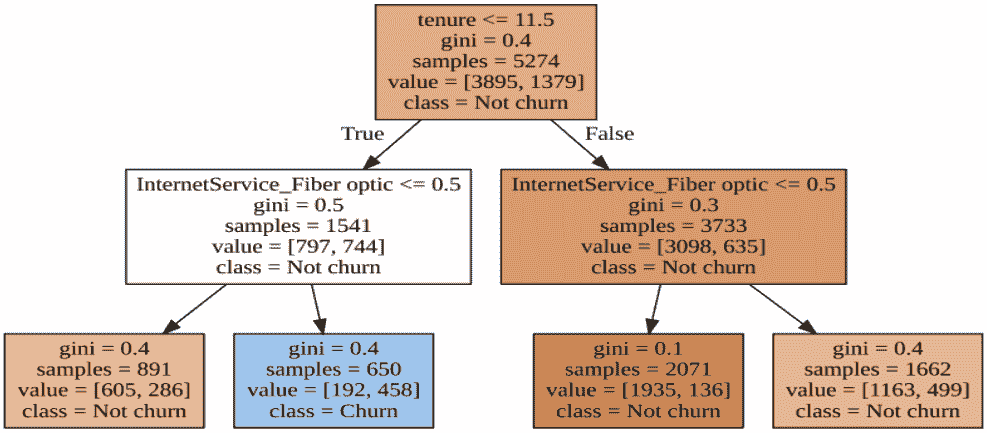 tenure <= 11.5
gini = 0.4
samples = 5274
value = [3895, 1379]
class = Not churn
True
False
InternetService_Fiber optic <= 0.5
gini = 0.5
samples = 1541
value = [797, 744]
class = Not churn
InternetService_Fiber optic <= 0.5
gini = 0.3
samples = 3733
value = [3098, 635]
class = Not churn
gini = 0.4
samples = 891
value = [605, 286]
class = Not churn
gini = 0.4
samples = 650
value = [192, 458]
class = Churn
gini = 0.1
samples = 2071
value = [1935, 136]
class = Not churn
gini = 0.4
samples = 1662
value = [1163, 499]
class = Not churn